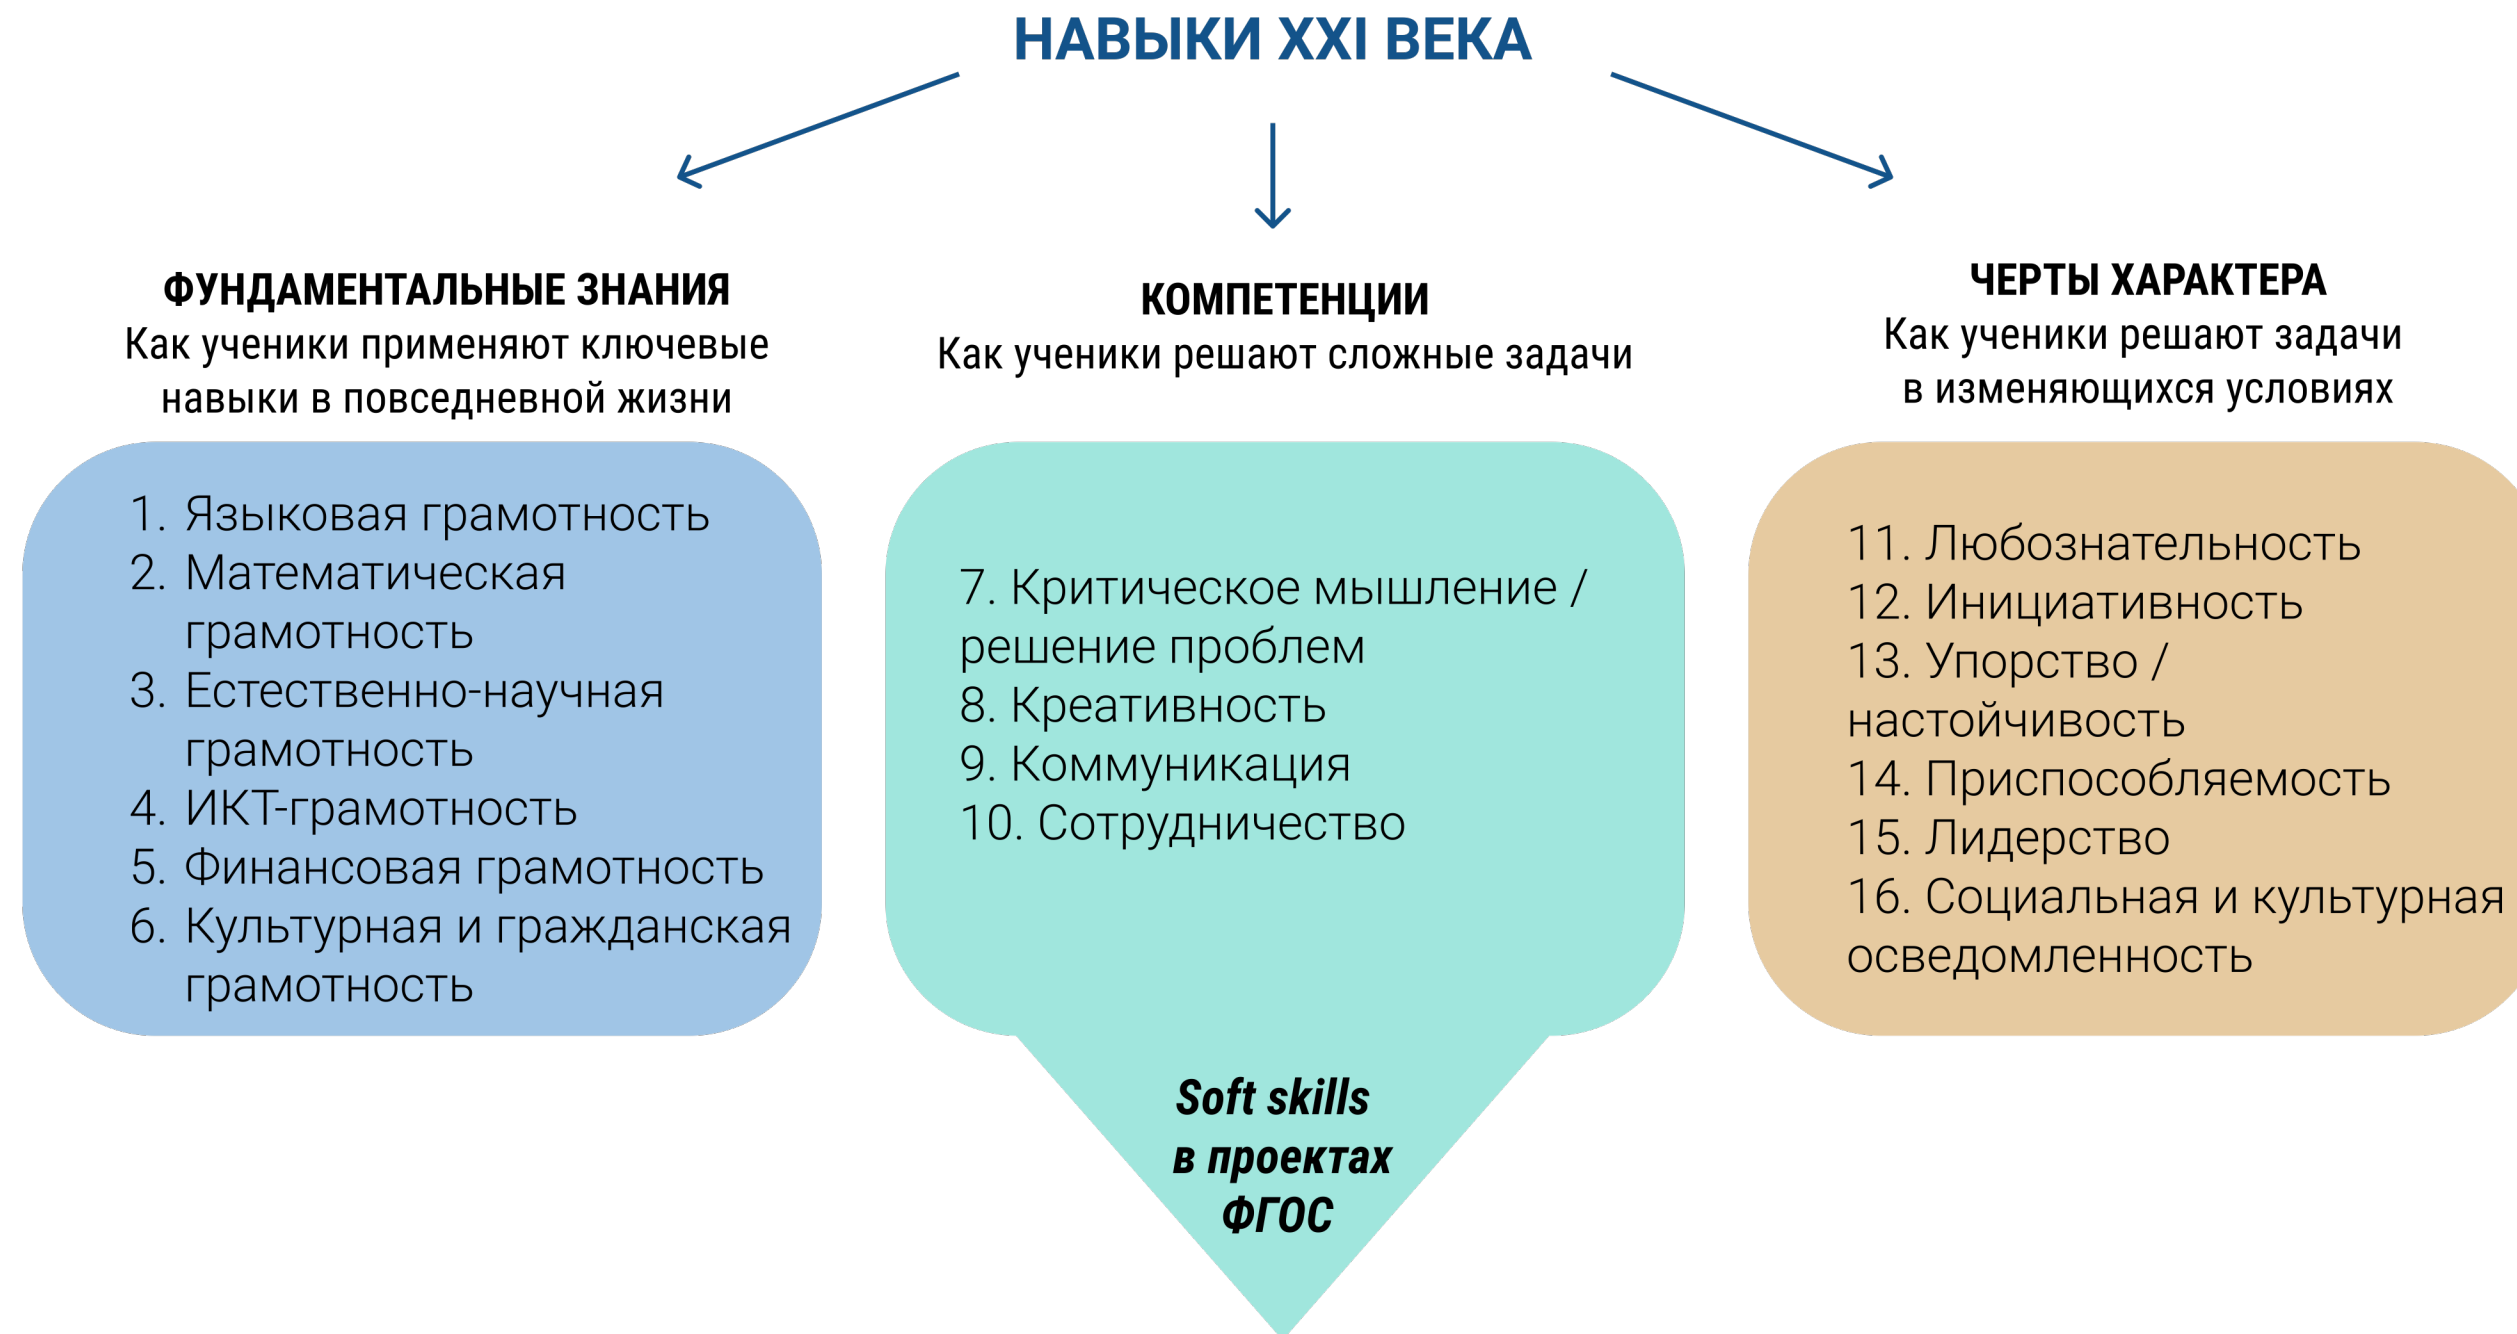 НАВЫКИ XXI ВЕКА
ФУНДАМЕНТАЛЬНЫЕ ЗНАНИЯ
Как ученики применяют ключевые
навыки в повседневной жизни
1. Языковая грамотность
2. Математическая
грамотность
3. Естественно-научная
грамотность
4. ИКТ-грамотность
5. Финансовая грамотность
6. Культурная и гражданская
грамотность
КОМПЕТЕНЦИИ
Как ученики решают сложные задачи
7. Критическое мышление /
решение проблем
8. Креативность
9. Коммуникация
10. Сотрудничество
Soft skills
в проектах
ФГОС
ЧЕРТЫ ХАРАКТЕРА
Как ученики решают задачи
в изменяющихся условиях
11. Любознательность
12. Инициативность
13. Упорство /
настойчивость
14. Приспособляемость
15. Лидерство
16. Социальная и культурная
осведомленность